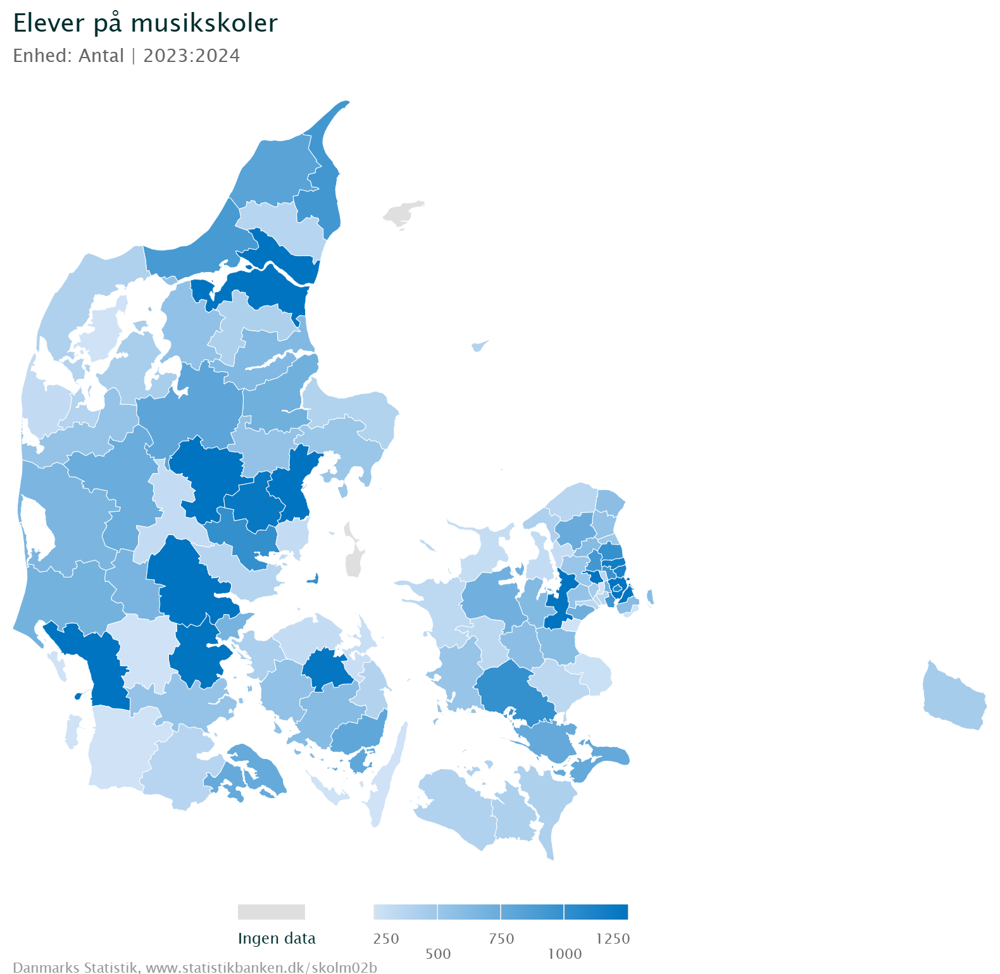 Elever på musikskoler
Enhed: Antal | 2023:2024
Ingen data
250
500
750
1000
1250
Danmarks Statistik, www.statistikbanken.dk/skolm02b